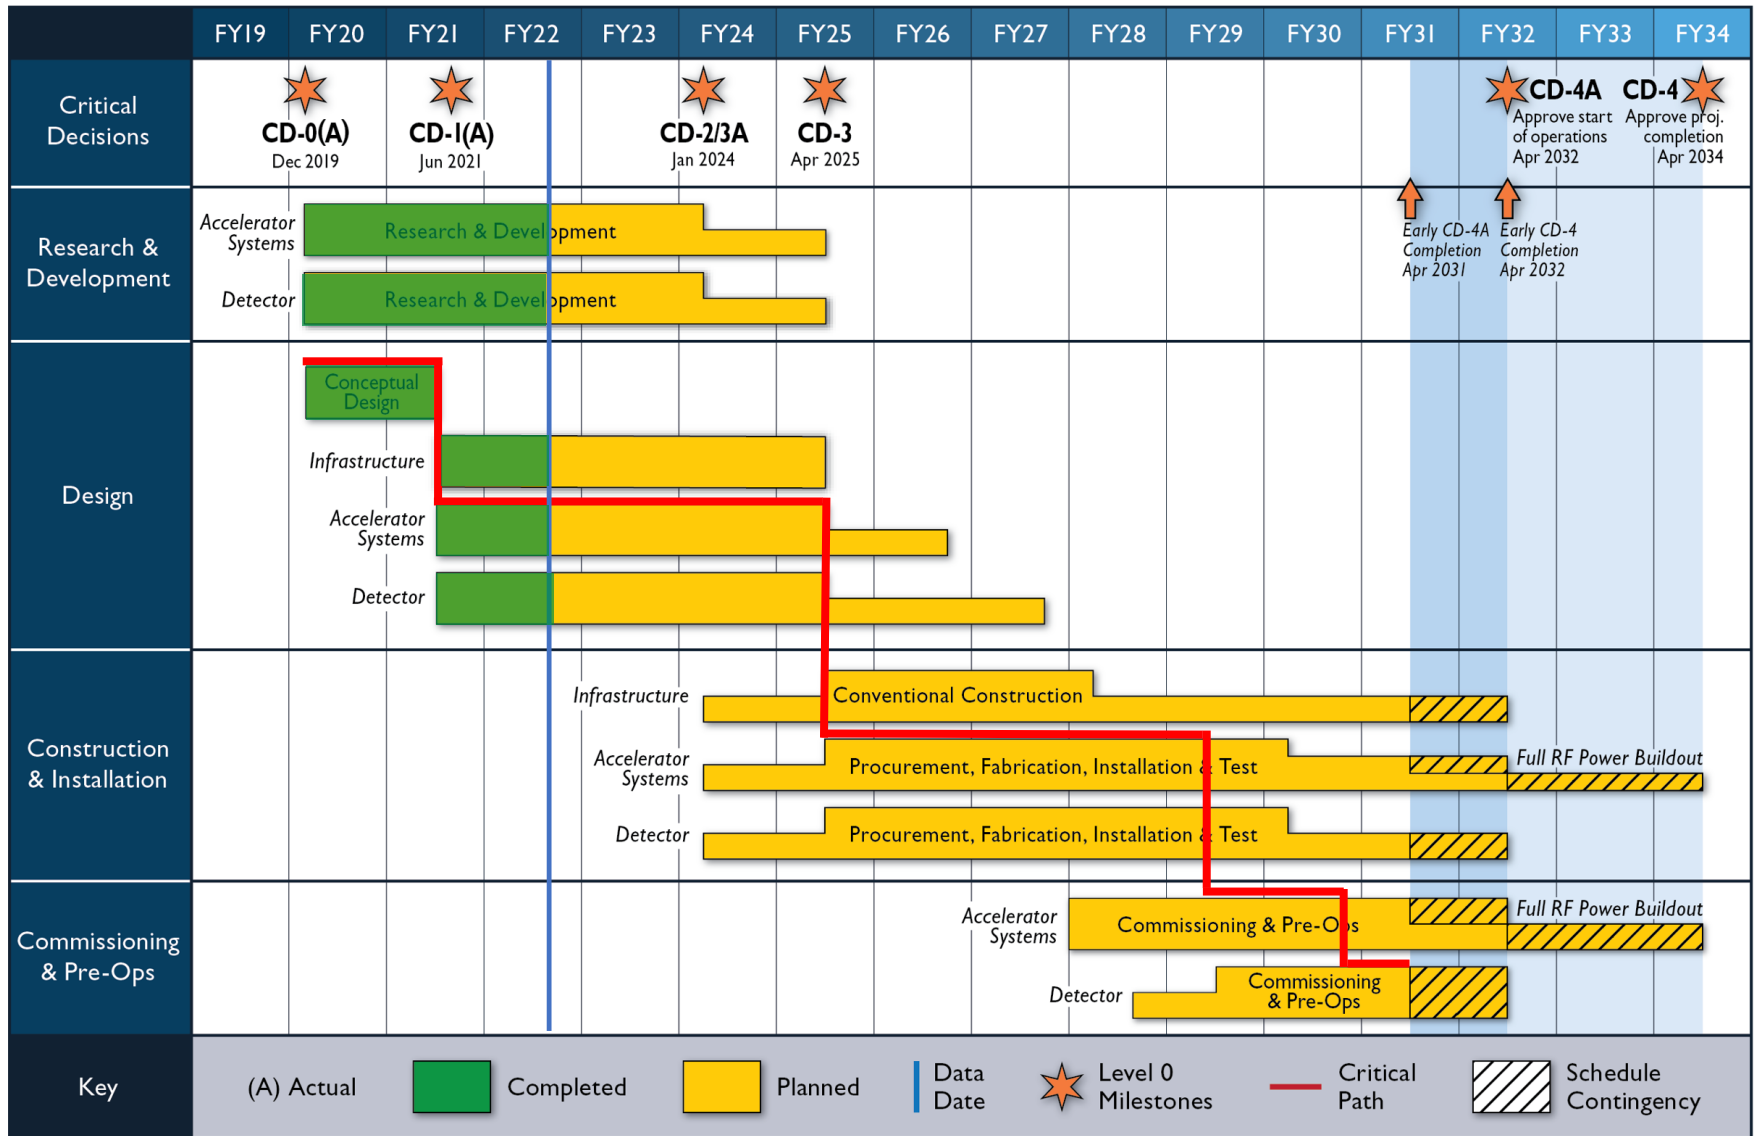 FY19 FY20 FY21 FY22 FY23 FY24 FY25 FY26 FY27 FY28 FY29 FY30 FY31 FY32 FY33 FY34
Critical
Decisions
CD-0(A)
Dec 2019
CD-1(A)
Jun 2021
CD-2/3A
Jan 2024
CD-3
Apr 2025
CD-4A
Approve start
of operations
Apr 2032
CD-4
Approve proj.
completion
Apr 2034
Research &
Development
Accelerator
Systems
Research & Development
Detector
Research & Development
Early CD-4A
Completion
Apr 2031
Early CD-4
Completion
Apr 2032
Design
Conceptual
Design
Infrastructure
Accelerator
Systems
Detector
Construction
& Installation
Infrastructure
Conventional Construction
Accelerator
Systems
Procurement, Fabrication, Installation & Test
Full RF Power Buildout
Detector
Procurement, Fabrication, Installation & Test
Commissioning
& Pre-Ops
Accelerator
Systems
Commissioning & Pre-Ops
Full RF Power Buildout
Detector
Commissioning
& Pre-Ops
Key
(A) Actual
Completed
Planned
Data
Date
Level 0
Milestones
Critical
Path
Schedule
Contingency